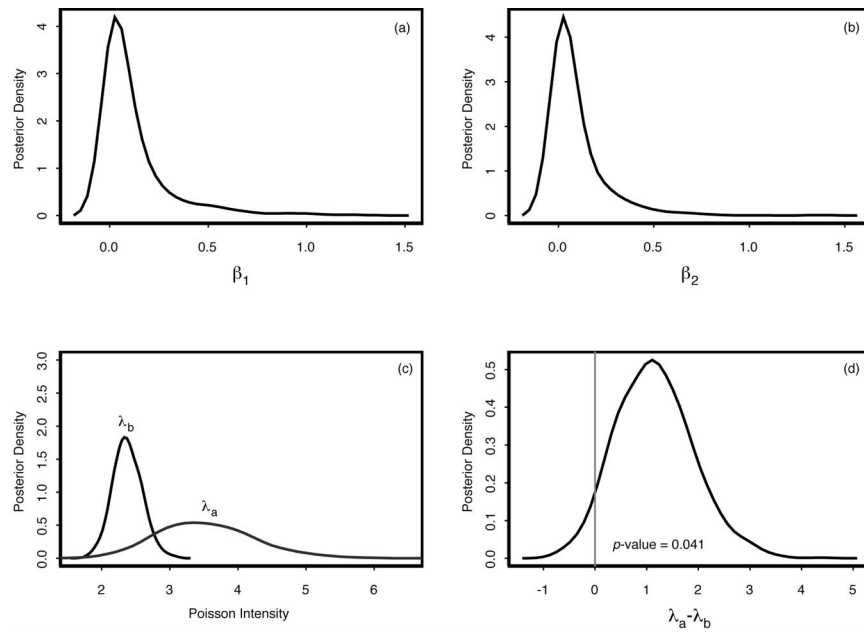 (a)
Posterior Density
4
3
2
1
0
0.0 0.5 1.0 1.5
β1
(b)
Posterior Density
4
3
2
1
0
0.0 0.5 1.0 1.5
β2
(c)
Posterior Density
3.0
2.5
2.0
1.5
1.0
0.5
0.0
λb
λa
2 3 4 5 6
Poisson Intensity
(d)
Posterior Density
0.5
0.4
0.3
0.2
0.1
0.0
p-value = 0.041
-1 0 1 2 3 4 5
λa-λb